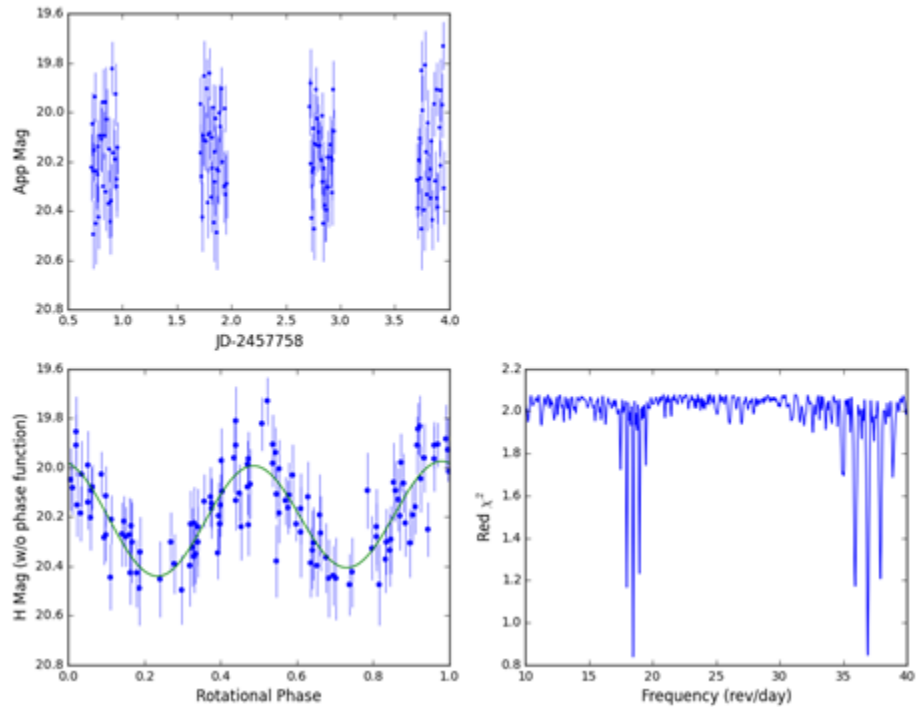 19.6
19.8
20.0
20.2
20.4
20.6
20.8
App Mag
0.5 1.0 1.5 2.0 2.5 3.0 3.5 4.0
JD-2457758
19.6
19.8
20.0
20.2
20.4
20.6
20.8
H Mag (w/o phase function)
0.0 0.2 0.4 0.6 0.8 1.0
Rotational Phase
2.2
2.0
1.8
1.6
1.4
1.2
1.0
0.8
Red χ²
10 15 20 25 30 35 40
Frequency (rev/day)